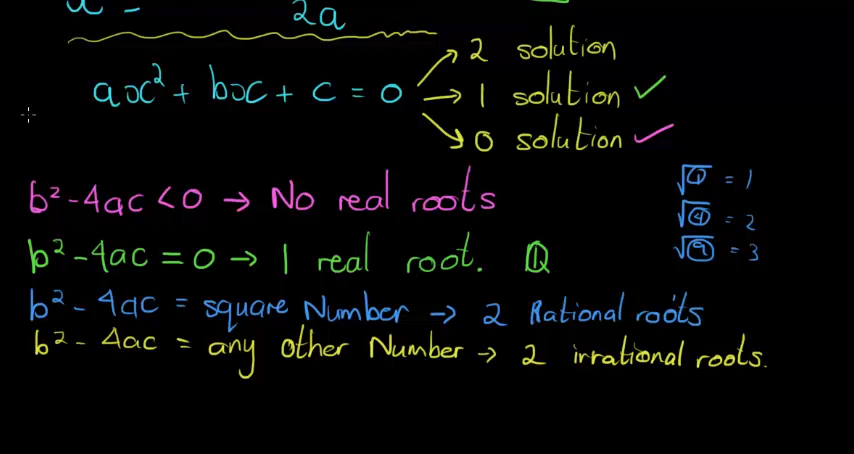 2a
2 solution
ax² + bx + c = 0 → 1 solution ✓
0 solution ✓
b² - 4ac < 0 → No real roots
√1 = 1
√4 = 2
b² - 4ac = 0 → 1 real root. ℚ
√9 = 3
b² - 4ac = square Number → 2 Rational roots
b² - 4ac = any other Number → 2 irrational roots.